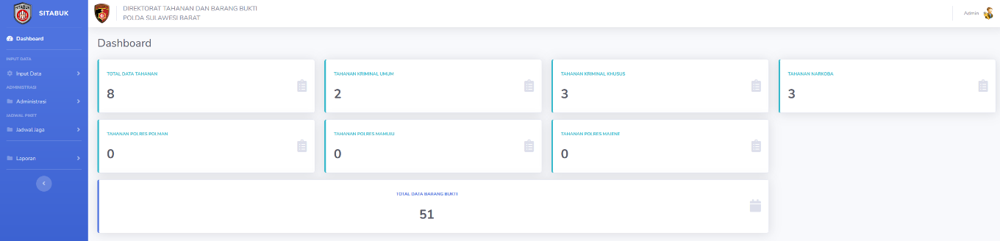 SITABUK
SITABUK
DIREKTORAT TAHANAN DAN BARANG BUKTI
POLDA SULAWESI BARAT
Admin
Dashboard
INPUT DATA
Input Data
ADMINISTRASI
Administrasi
JADWAL PIKET
Jadwal Jaga
Laporan
Dashboard
TOTAL DATA TAHANAN
8
TAHANAN KRIMINAL UMUM
2
TAHANAN KRIMINAL KHUSUS
3
TAHANAN NARKOBA
3
TAHANAN POLRES POLMAN
0
TAHANAN POLRES MAMUJU
0
TAHANAN POLRES MAJENE
0
TOTAL DATA BARANG BUKTI
51